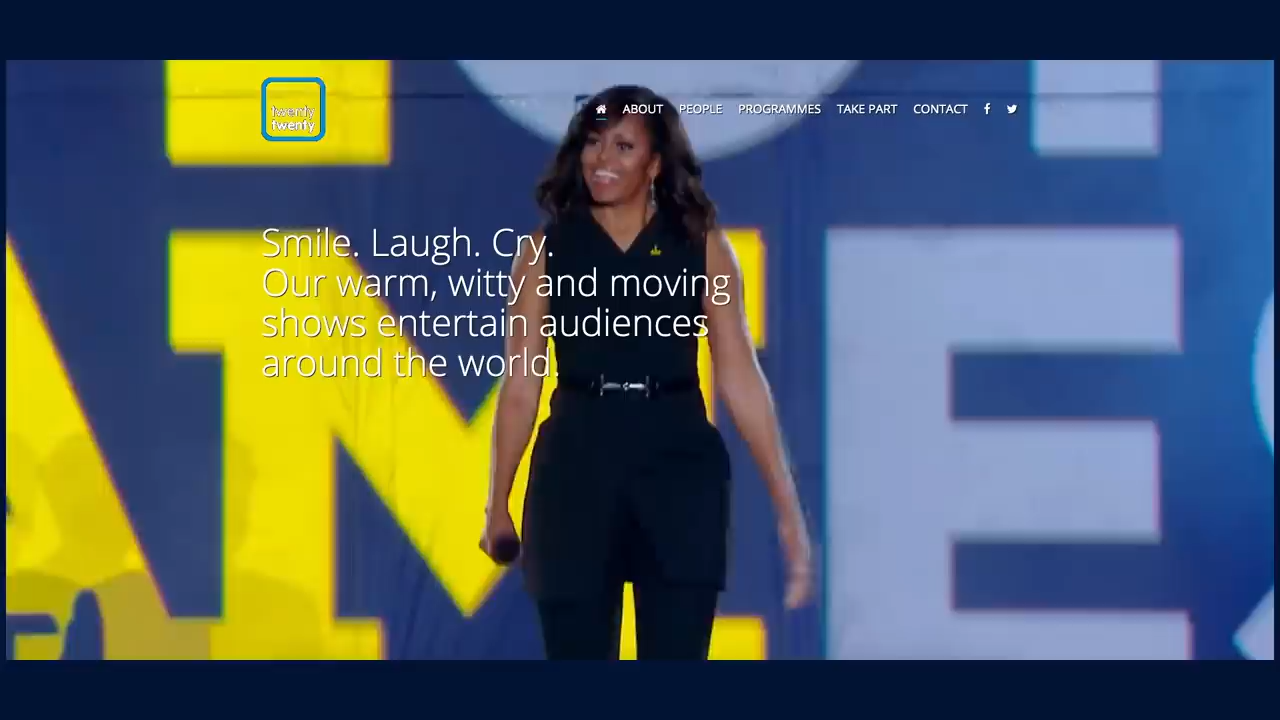 twenty
twenty
ABOUT PEOPLE PROGRAMMES TAKE PART CONTACT
Smile. Laugh. Cry.
Our warm, witty and moving
shows entertain audiences
around the world.
AMES